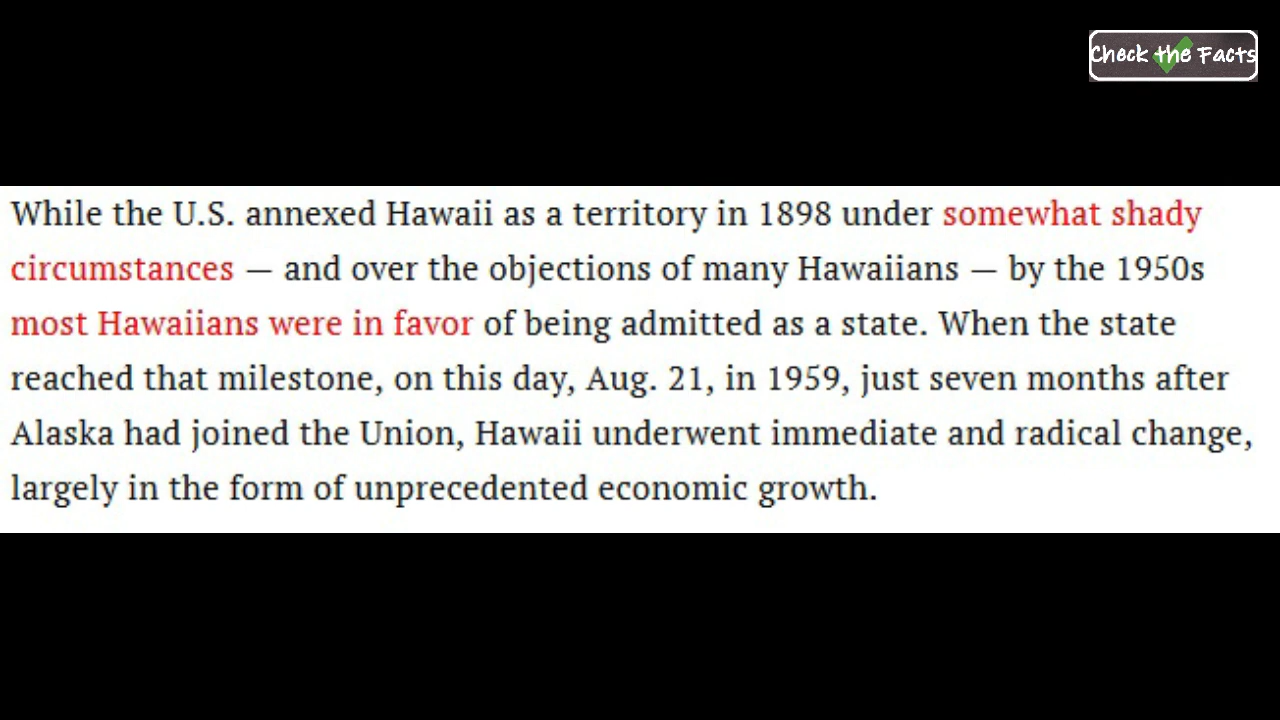 Check the Facts
While the U.S. annexed Hawaii as a territory in 1898 under somewhat shady
circumstances — and over the objections of many Hawaiians — by the 1950s
most Hawaiians were in favor of being admitted as a state. When the state
reached that milestone, on this day, Aug. 21, in 1959, just seven months after
Alaska had joined the Union, Hawaii underwent immediate and radical change,
largely in the form of unprecedented economic growth.